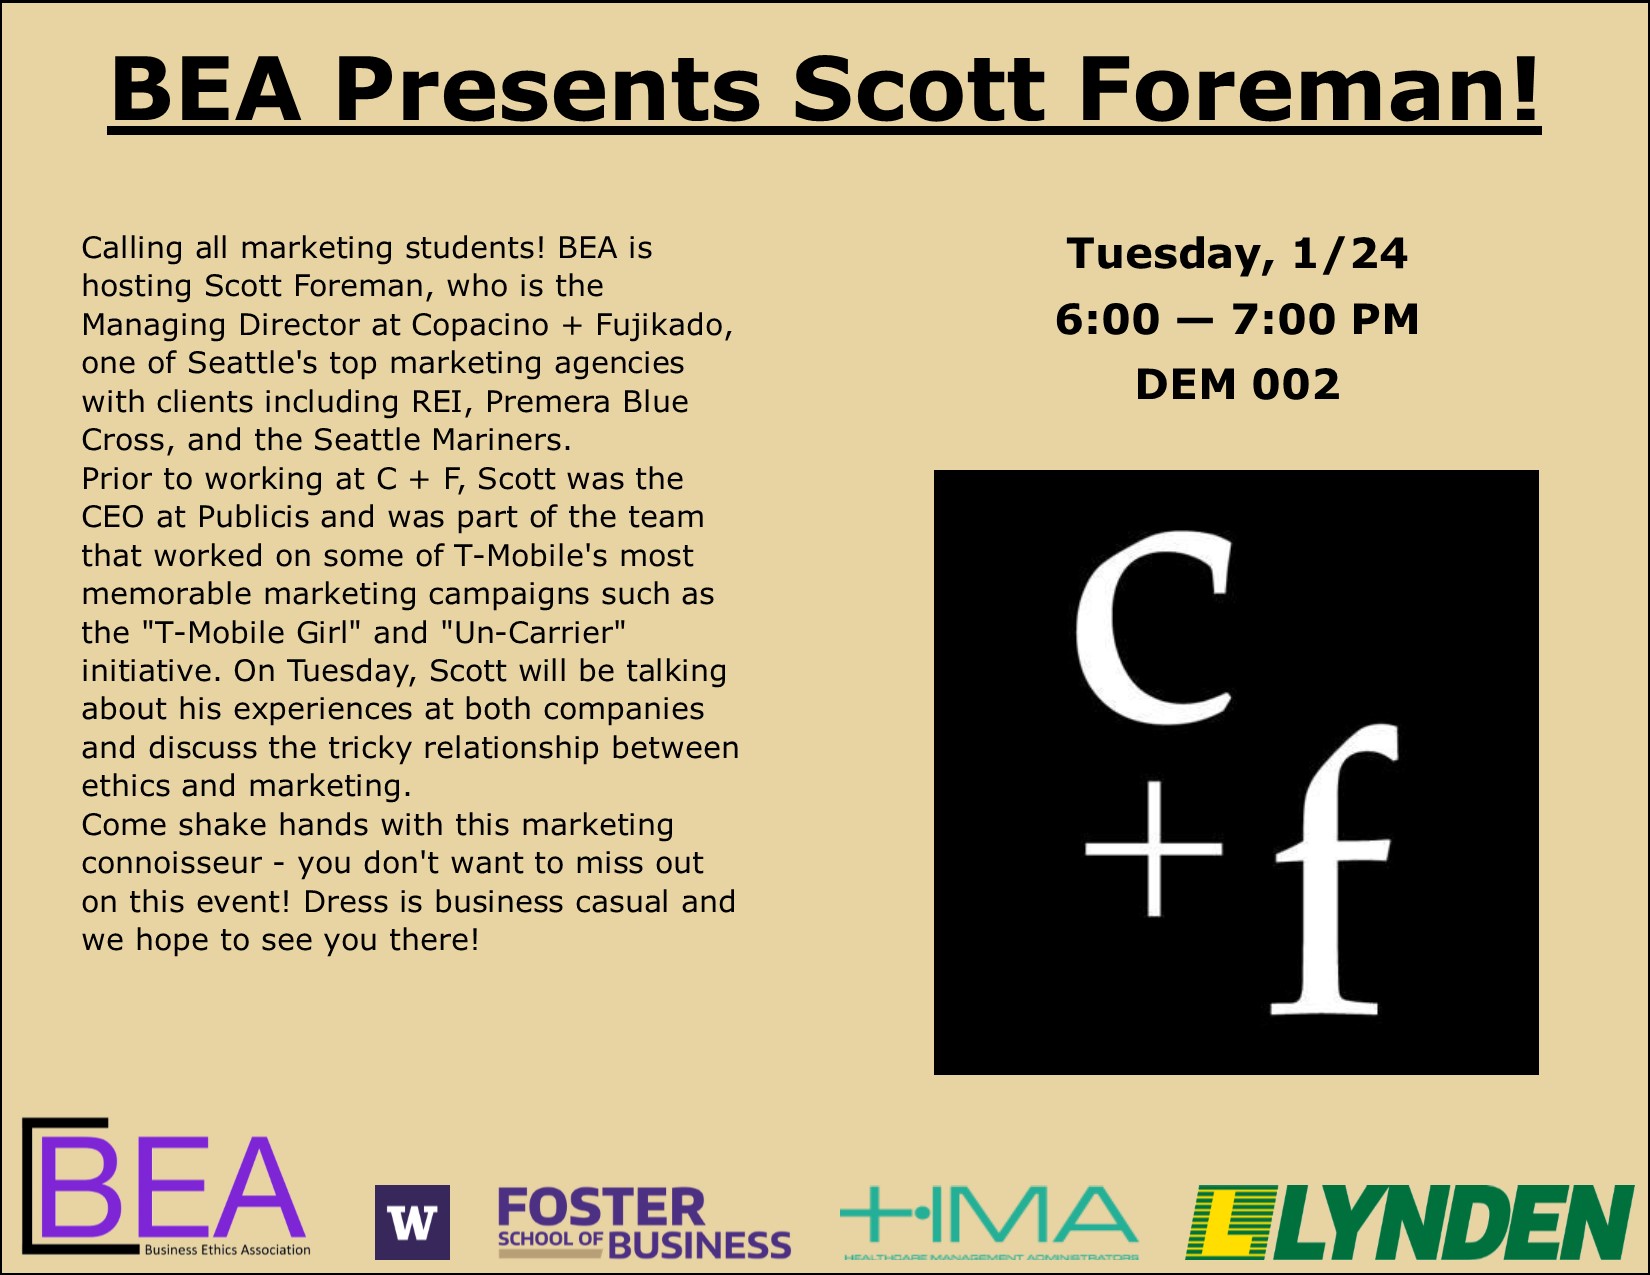 BEA Presents Scott Foreman!
Calling all marketing students! BEA is
hosting Scott Foreman, who is the
Managing Director at Copacino + Fujikado,
one of Seattle's top marketing agencies
with clients including REI, Premera Blue
Cross, and the Seattle Mariners.
Prior to working at C + F, Scott was the
CEO at Publicis and was part of the team
that worked on some of T-Mobile's most
memorable marketing campaigns such as
the "T-Mobile Girl" and "Un-Carrier"
initiative. On Tuesday, Scott will be talking
about his experiences at both companies
and discuss the tricky relationship between
ethics and marketing.
Come shake hands with this marketing
connoisseur - you don't want to miss out
on this event! Dress is business casual and
we hope to see you there!
Tuesday, 1/24
6:00 — 7:00 PM
DEM 002
c
+ f
BEA
Business Ethics Association
W
FOSTER
SCHOOL OF BUSINESS
HMA
HEALTHCARE MANAGEMENT ADMINISTRATORS
L LYNDEN